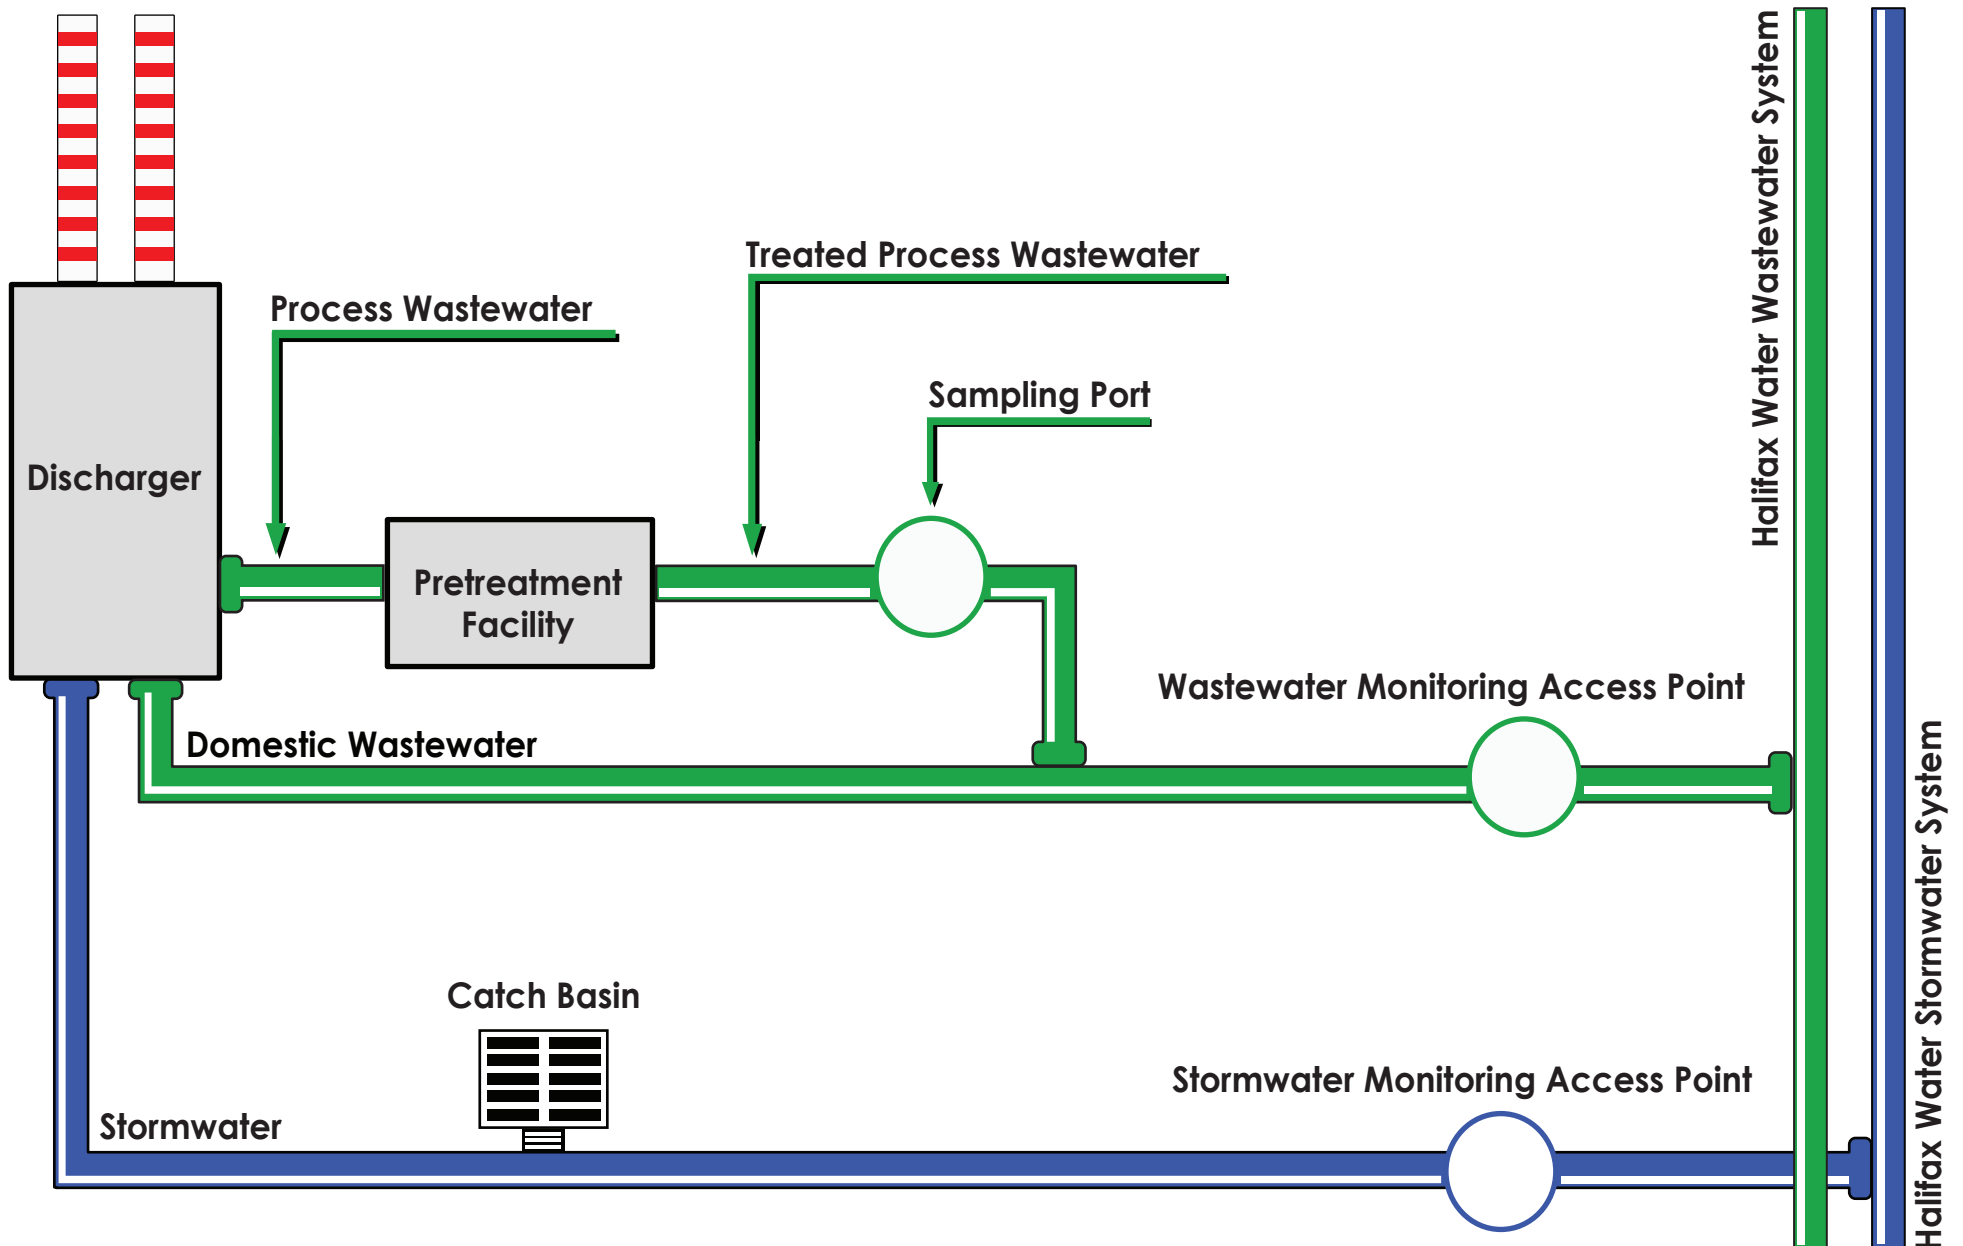 Halifax Water Wastewater System
Treated Process Wastewater
Process Wastewater
Sampling Port
Discharger
Pretreatment
Facility
Wastewater Monitoring Access Point
Domestic Wastewater
Halifax Water Stormwater System
Catch Basin
Stormwater Monitoring Access Point
Stormwater